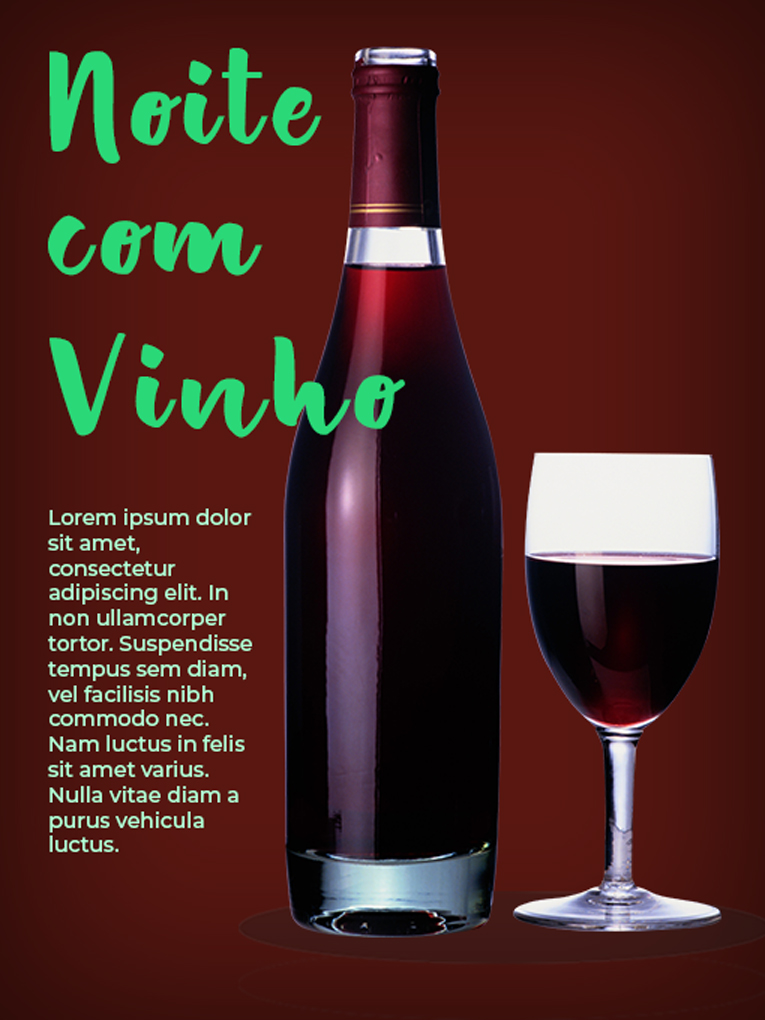 Noite
com
Vinho
Lorem ipsum dolor
sit amet,
consectetur
adipiscing elit. In
non ullamcorper
tortor. Suspendisse
tempus sem diam,
vel facilisis nibh
commodo nec.
Nam luctus in felis
sit amet varius.
Nulla vitae diam a
purus vehicula
luctus.